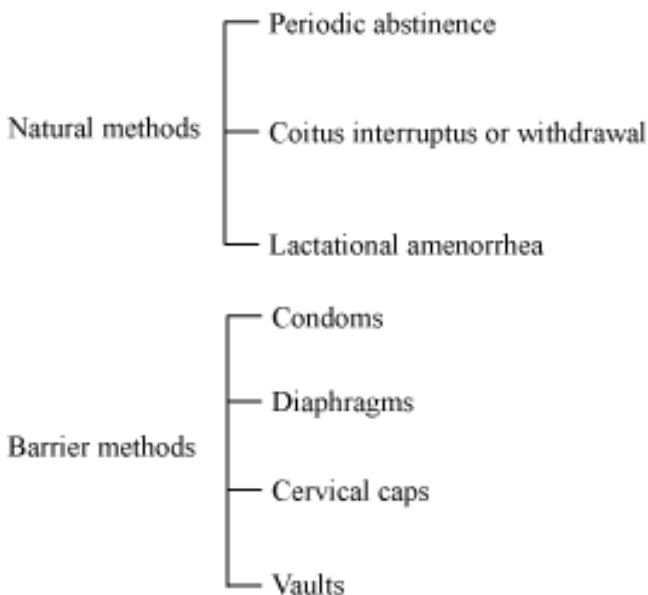 Natural methods
Periodic abstinence
Coitus interruptus or withdrawal
Lactational amenorrhea
Barrier methods
Condoms
Diaphragms
Cervical caps
Vaults